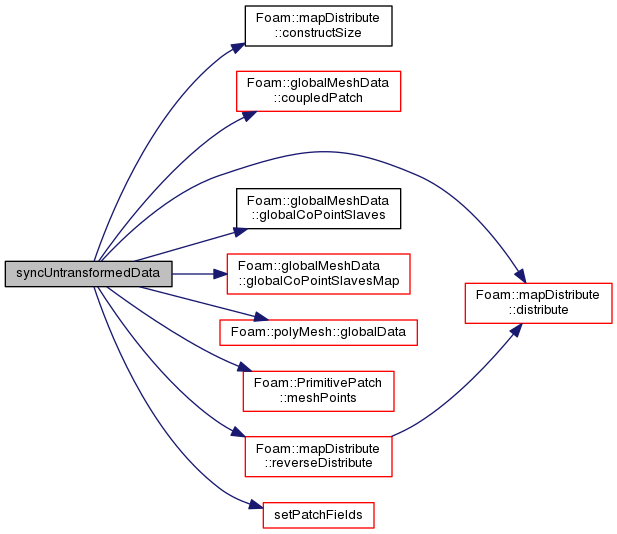 Foam::mapDistribute
::constructSize
Foam::globalMeshData
::coupledPatch
Foam::globalMeshData
::globalCoPointSlaves
syncUntransformedData
Foam::globalMeshData
::globalCoPointSlavesMap
Foam::mapDistribute
::distribute
Foam::polyMesh::globalData
Foam::PrimitivePatch
::meshPoints
Foam::mapDistribute
::reverseDistribute
setPatchFields